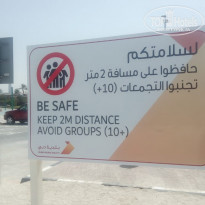 لسلامتكم
حافظوا على مسافة 2 متر
تجنبوا التجمعات (10+)
BE SAFE
KEEP 2M DISTANCE
AVOID GROUPS (10+)